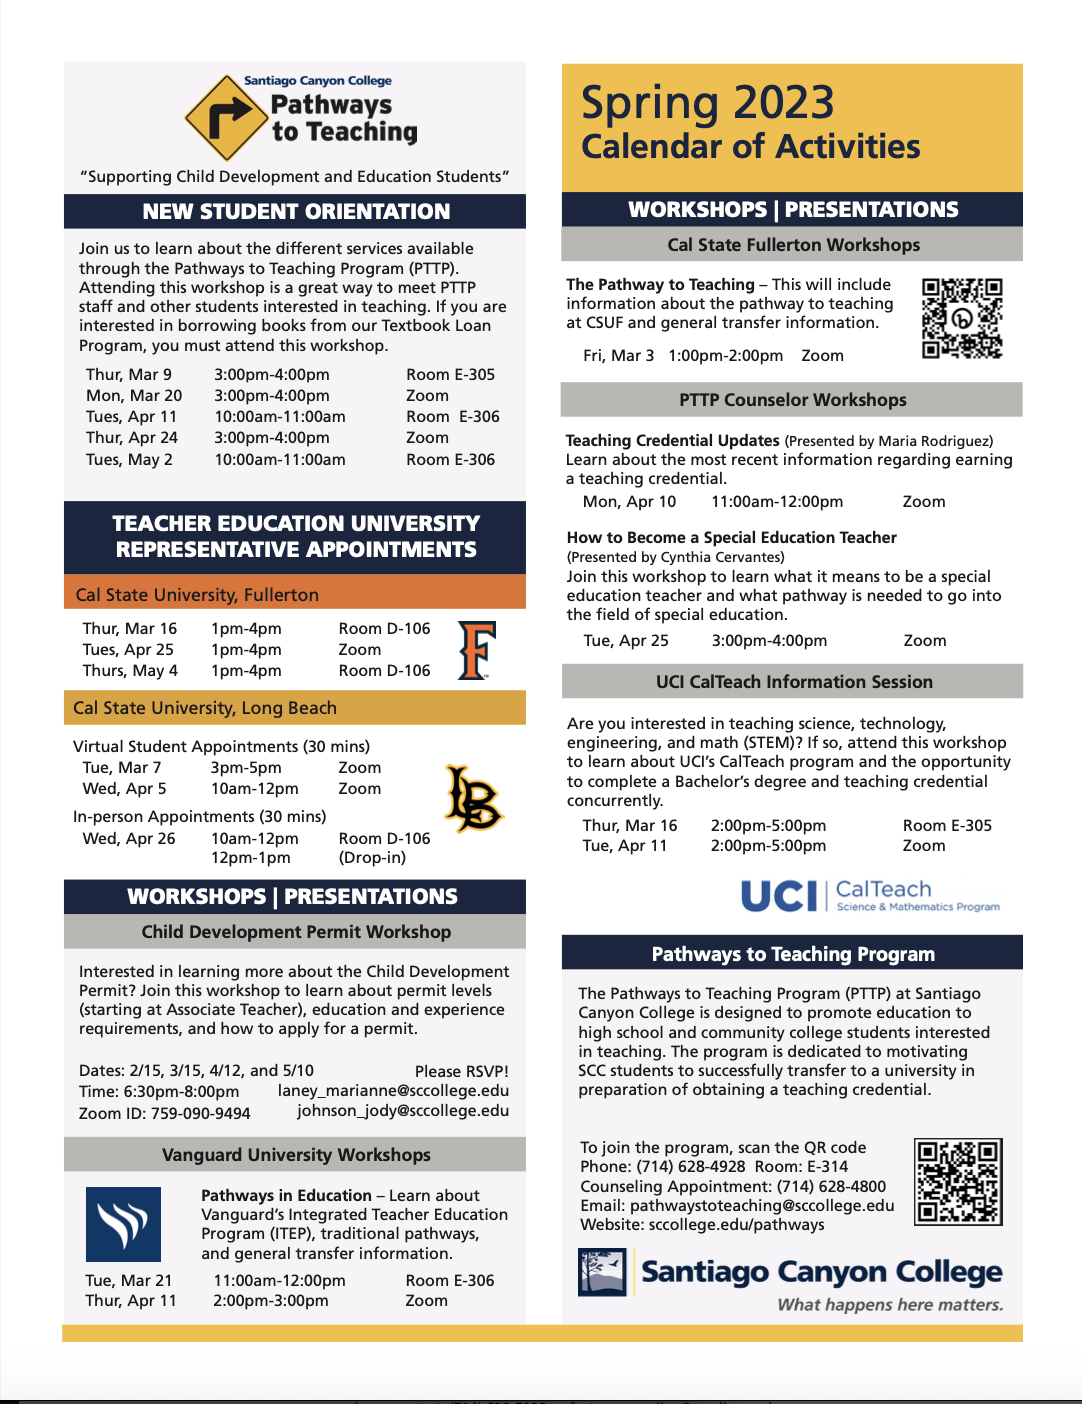 Santiago Canyon College
Pathways
to Teaching
“Supporting Child Development and Education Students”
NEW STUDENT ORIENTATION
Join us to learn about the different services available
through the Pathways to Teaching Program (PTTP).
Attending this workshop is a great way to meet PTTP
staff and other students interested in teaching. If you are
interested in borrowing books from our Textbook Loan
Program, you must attend this workshop.
Thur, Mar 9 3:00pm-4:00pm Room E-305
Mon, Mar 20 3:00pm-4:00pm Zoom
Tues, Apr 11 10:00am-11:00am Room E-306
Thur, Apr 24 3:00pm-4:00pm Zoom
Tues, May 2 10:00am-11:00am Room E-306
TEACHER EDUCATION UNIVERSITY
REPRESENTATIVE APPOINTMENTS
Cal State University, Fullerton
Thur, Mar 16 1pm-4pm Room D-106
Tues, Apr 25 1pm-4pm Zoom
Thurs, May 4 1pm-4pm Room D-106
F
Cal State University, Long Beach
Virtual Student Appointments (30 mins)
Tue, Mar 7 3pm-5pm Zoom
Wed, Apr 5 10am-12pm Zoom
In-person Appointments (30 mins)
Wed, Apr 26 10am-12pm Room D-106
12pm-1pm (Drop-in)
LB
WORKSHOPS | PRESENTATIONS
Child Development Permit Workshop
Interested in learning more about the Child Development
Permit? Join this workshop to learn about permit levels
(starting at Associate Teacher), education and experience
requirements, and how to apply for a permit.
Dates: 2/15, 3/15, 4/12, and 5/10 Please RSVP!
Time: 6:30pm-8:00pm laney_marianne@sccollege.edu
Zoom ID: 759-090-9494 johnson_jody@sccollege.edu
Vanguard University Workshops
Pathways in Education – Learn about
Vanguard’s Integrated Teacher Education
Program (ITEP), traditional pathways,
and general transfer information.
Tue, Mar 21 11:00am-12:00pm Room E-306
Thur, Apr 11 2:00pm-3:00pm Zoom
Spring 2023
Calendar of Activities
WORKSHOPS | PRESENTATIONS
Cal State Fullerton Workshops
The Pathway to Teaching – This will include
information about the pathway to teaching
at CSUF and general transfer information.
Fri, Mar 3 1:00pm-2:00pm Zoom
PTTP Counselor Workshops
Teaching Credential Updates (Presented by Maria Rodriguez)
Learn about the most recent information regarding earning
a teaching credential.
Mon, Apr 10 11:00am-12:00pm Zoom
How to Become a Special Education Teacher
(Presented by Cynthia Cervantes)
Join this workshop to learn what it means to be a special
education teacher and what pathway is needed to go into
the field of special education.
Tue, Apr 25 3:00pm-4:00pm Zoom
UCI CalTeach Information Session
Are you interested in teaching science, technology,
engineering, and math (STEM)? If so, attend this workshop
to learn about UCI’s CalTeach program and the opportunity
to complete a Bachelor’s degree and teaching credential
concurrently.
Thur, Mar 16 2:00pm-5:00pm Room E-305
Tue, Apr 11 2:00pm-5:00pm Zoom
UCI CalTeach
Science & Mathematics Program
Pathways to Teaching Program
The Pathways to Teaching Program (PTTP) at Santiago
Canyon College is designed to promote education to
high school and community college students interested
in teaching. The program is dedicated to motivating
SCC students to successfully transfer to a university in
preparation of obtaining a teaching credential.
To join the program, scan the QR code
Phone: (714) 628-4928 Room: E-314
Counseling Appointment: (714) 628-4800
Email: pathwaystoteaching@sccollege.edu
Website: sccollege.edu/pathways
Santiago Canyon College
What happens here matters.